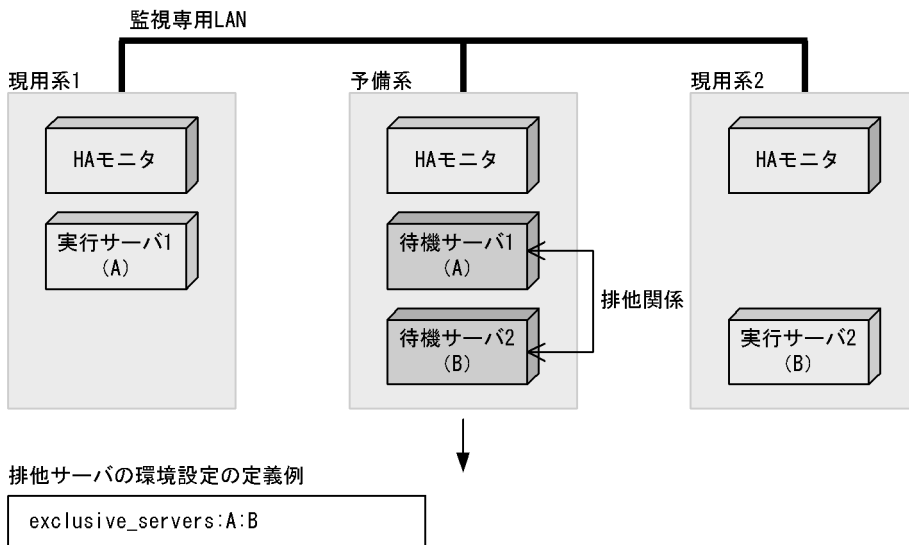 監視専用LAN
現用系1
予備系
現用系2
HAモニタ
HAモニタ
HAモニタ
実行サーバ1
(A)
待機サーバ1
(A)
排他関係
待機サーバ2
(B)
実行サーバ2
(B)
排他サーバの環境設定の定義例
exclusive_servers:A:B